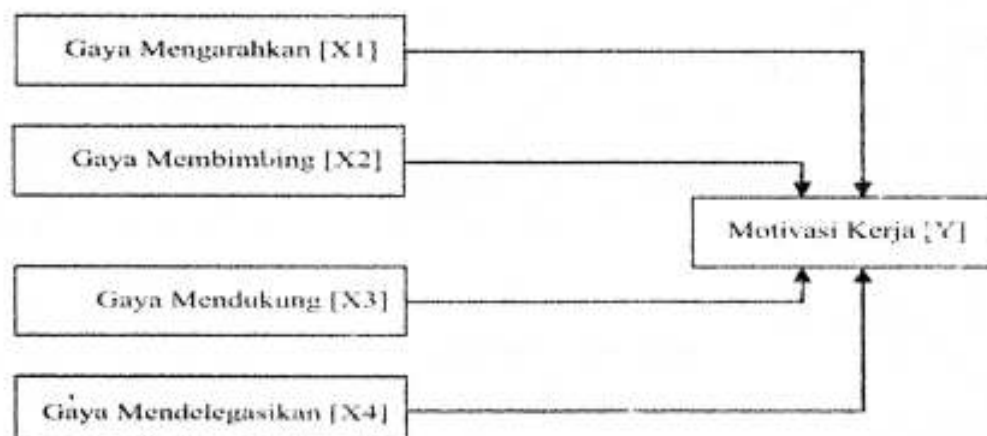 Gaya Mengarahkan [X1]
Gaya Membimbing [X2]
Motivasi Kerja [Y]
Gaya Mendukung [X3]
Gaya Mendelegasikan [X4]